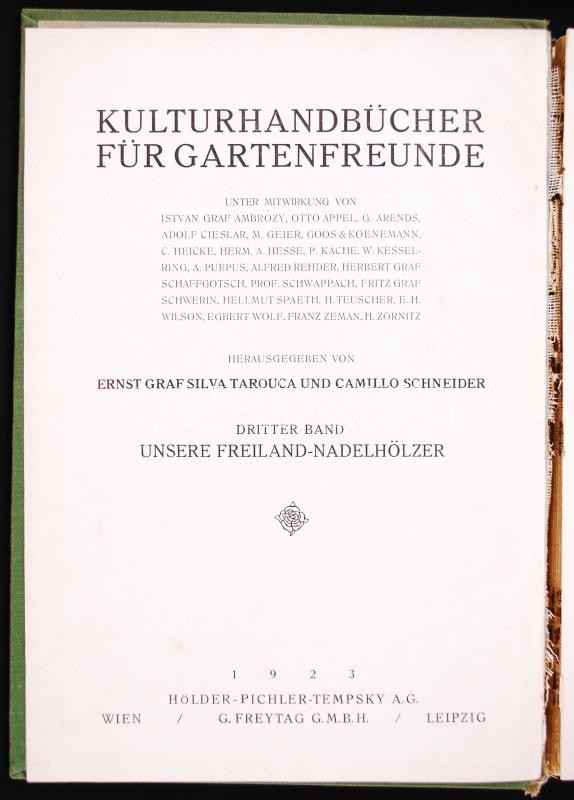 KULTURHANDBÜCHER
FÜR GARTENFREUNDE
UNTER MITWIRKUNG VON
ISTVAN GRAF AMBRÓZY, OTTO APPEL, G. ARENDS,
ADOLF CIESLAR, M. GEIER, GOOS & KOENEMANN,
C. HEICKE, HERM. A. HESSE, P. KACHE, W. KESSEL-
RING, A. PURPUS, ALFRED REHDER, HERBERT GRAF
SCHAFFGOTSCH, PROF. SCHWAPPACH, FRITZ GRAF
SCHWERIN, HELLMUT SPAETH, H. TEUSCHER, E. H.
WILSON, EGBERT WOLF, FRANZ ZEMAN, H. ZÖRNITZ
HERAUSGEGEBEN VON
ERNST GRAF SILVA TAROUCA UND CAMILLO SCHNEIDER
DRITTER BAND
UNSERE FREILAND-NADELHÖLZER
1 9 2 3
HÖLDER-PICHLER-TEMPSKY A.G.
WIEN / G. FREYTAG G.M.B.H. / LEIPZIG